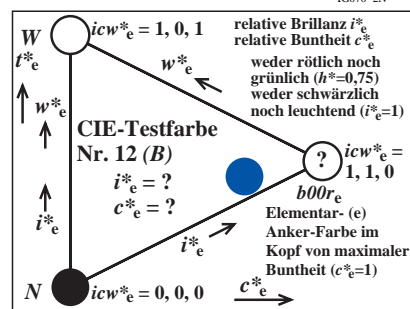 W
icw*e = 1, 0, 1
t*e
relative Brillanz i*e
relative Buntheit c*e
w*e
weder rötlich noch
grünlich (h*=0,75)
weder schwärzlich
noch leuchtend (i*e=1)
w*e
CIE-Testfarbe
Nr. 12 (B)
i*e = ?
c*e = ?
?
icw*e =
1, 1, 0
b00re
i*e
i*e
Elementar- (e)
Anker-Farbe im
Kopf von maximaler
Buntheit (c*e=1)
N
icw*e = 0, 0, 0
c*e